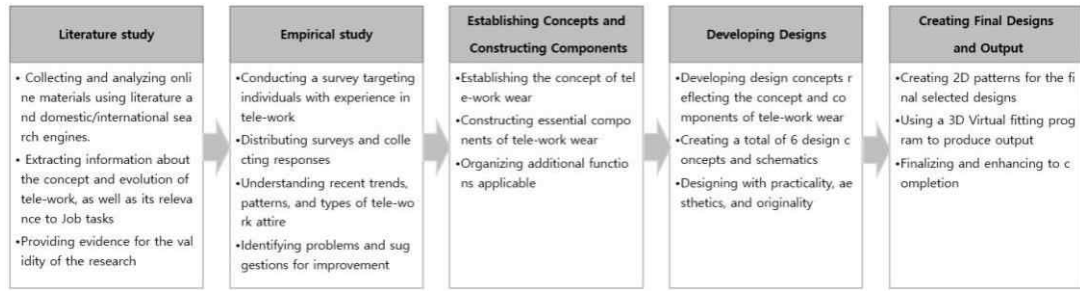 Literature study
• Collecting and analyzing onli
ne materials using literature a
nd domestic/international sea
rch engines.
• Extracting information about
the concept and evolution of
tele-work, as well as its releva
nce to Job tasks
•Providing evidence for the val
idity of the research
Empirical study
•Conducting a survey targeting
individuals with experience in
tele-work
•Distributing surveys and colle
cting responses
•Understanding recent trends,
patterns, and types of tele-wo
rk attire
•Identifying problems and sug
gestions for improvement
Establishing Concepts and
Constructing Components
•Establishing the concept of tel
e-work wear
•Constructing essential compo
nents of tele-work wear
•Organizing additional functio
ns applicable
Developing Designs
•Developing design concepts r
eflecting the concept and co
mponents of tele-work wear
•Creating a total of 6 design c
oncepts and schematics
•Designing with practicality, ae
sthetics, and originality
Creating Final Designs
and Output
•Creating 2D patterns for the fi
nal selected designs
•Using a 3D Virtual fitting prog
ram to produce output
•Finalizing and enhancing to c
ompletion